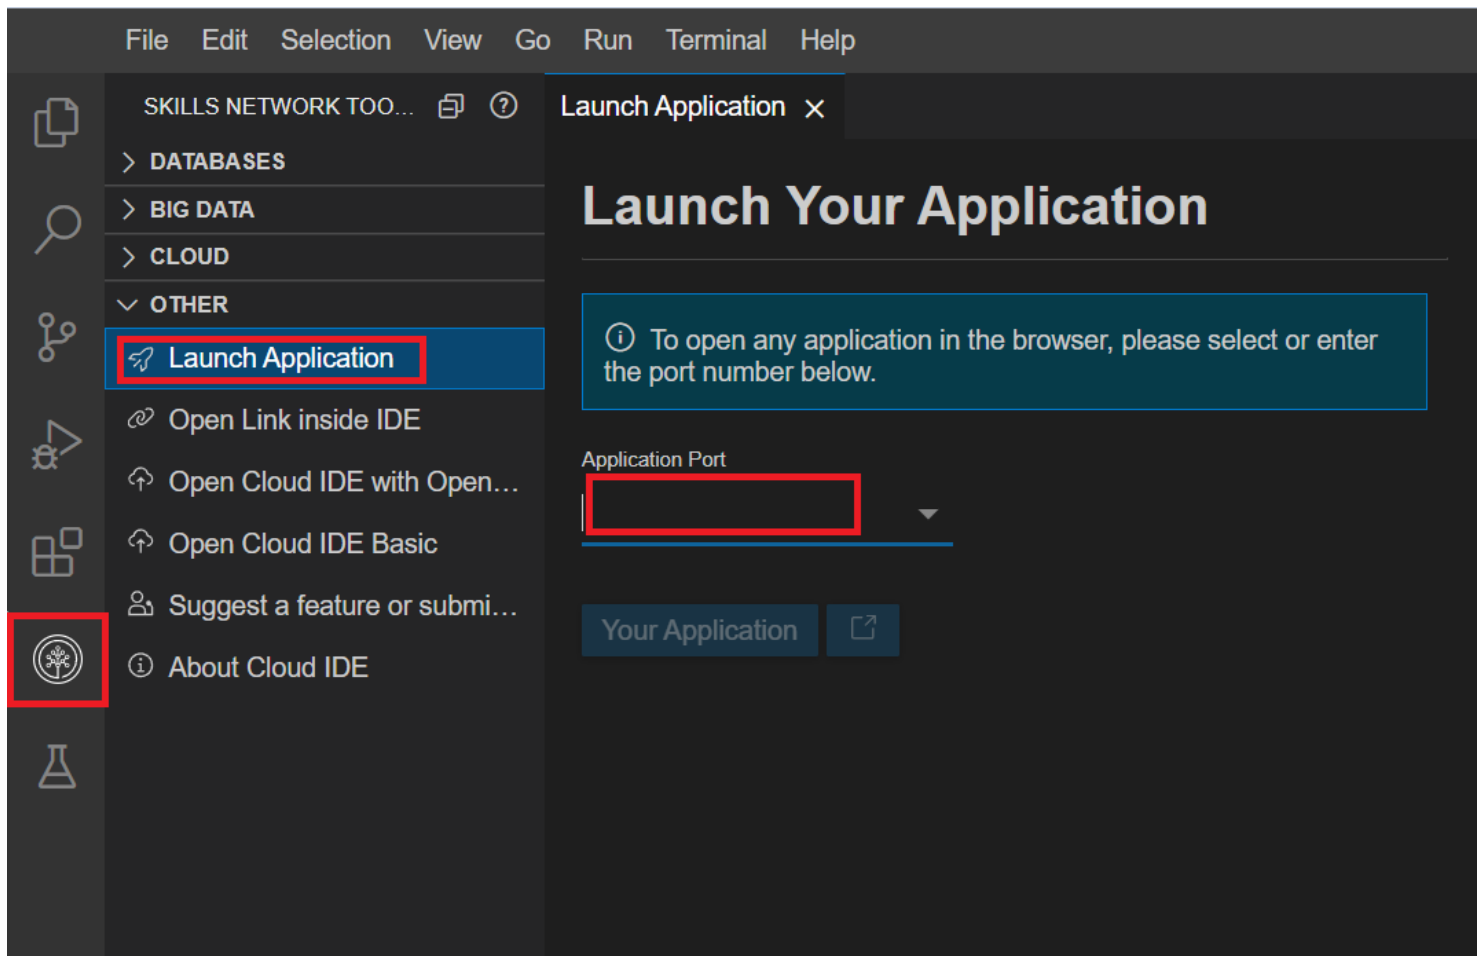 File Edit Selection View Go Run Terminal Help
SKILLS NETWORK TOO...
Launch Application
DATABASES
BIG DATA
CLOUD
OTHER
Launch Application
Open Link inside IDE
Open Cloud IDE with Open...
Open Cloud IDE Basic
Suggest a feature or submi...
About Cloud IDE
Launch Your Application
To open any application in the browser, please select or enter
the port number below.
Application Port
Your Application